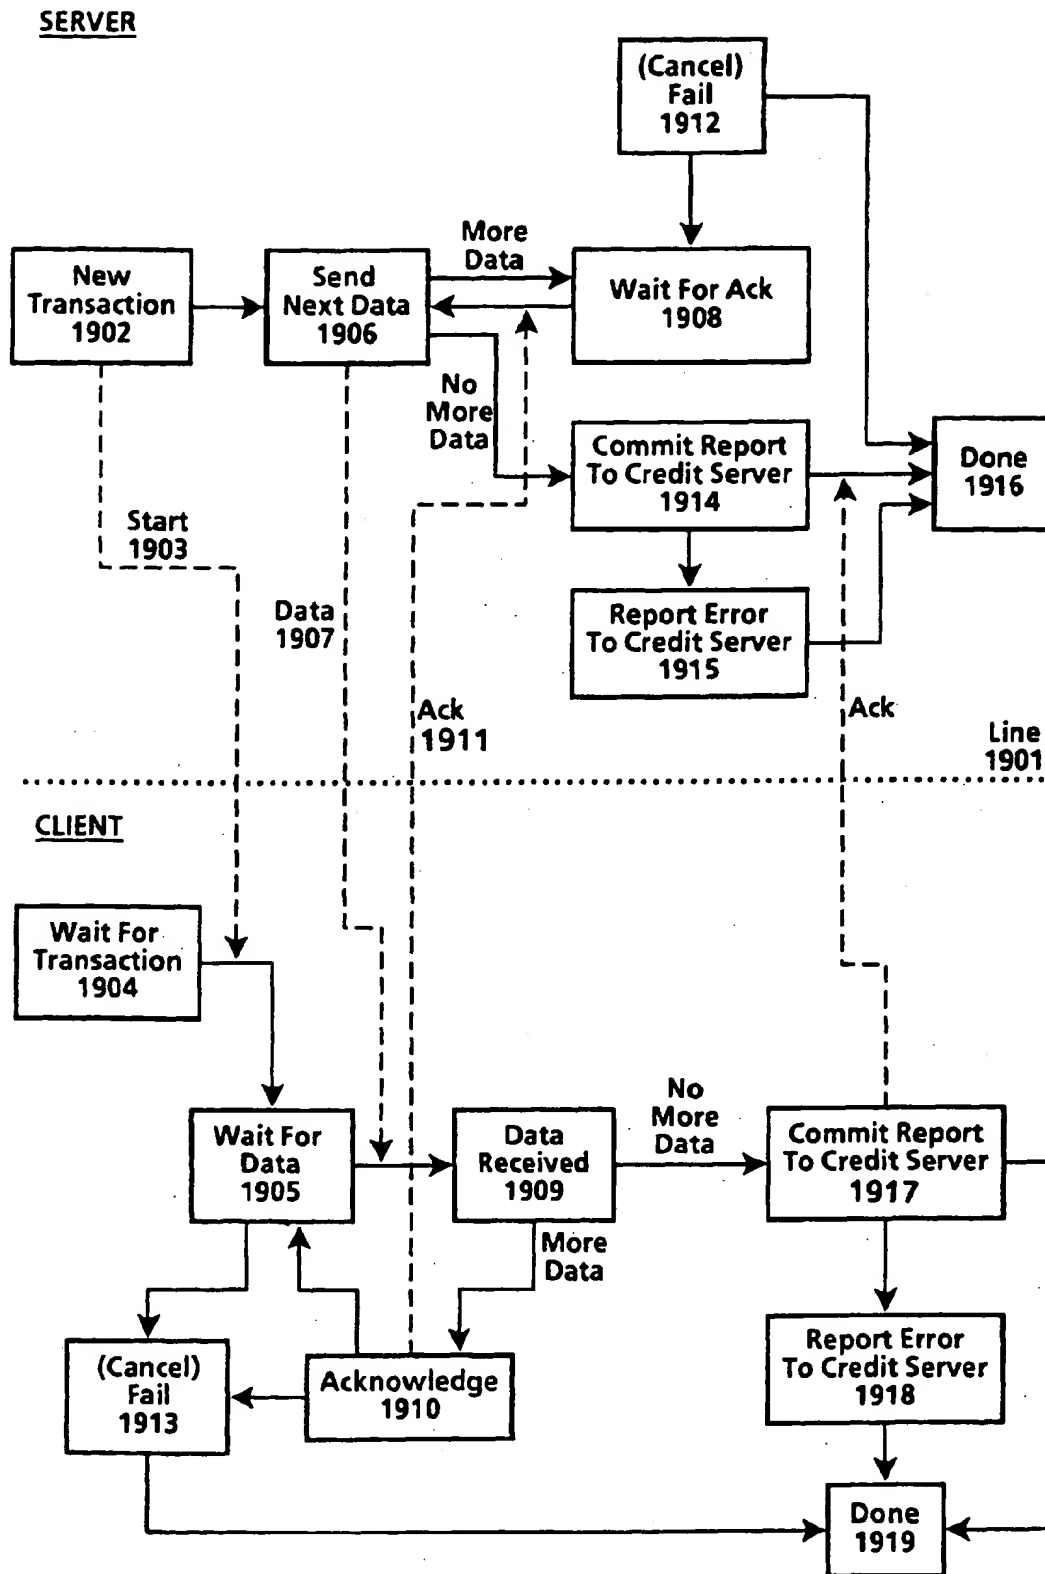 SERVER
(Cancel)
Fail
1912
New
Transaction
1902
Send
Next Data
1906
More
Data
Wait For Ack
1908
No
More
Data
Commit Report
To Credit Server
1914
Done
1916
Start
1903
Report Error
To Credit Server
1915
Data
1907
Ack
1911
Ack
Line
1901
CLIENT
Wait For
Transaction
1904
Wait For
Data
1905
Data
Received
1909
No
More
Data
Commit Report
To Credit Server
1917
More
Data
(Cancel)
Fail
1913
Acknowledge
1910
Report Error
To Credit Server
1918
Done
1919